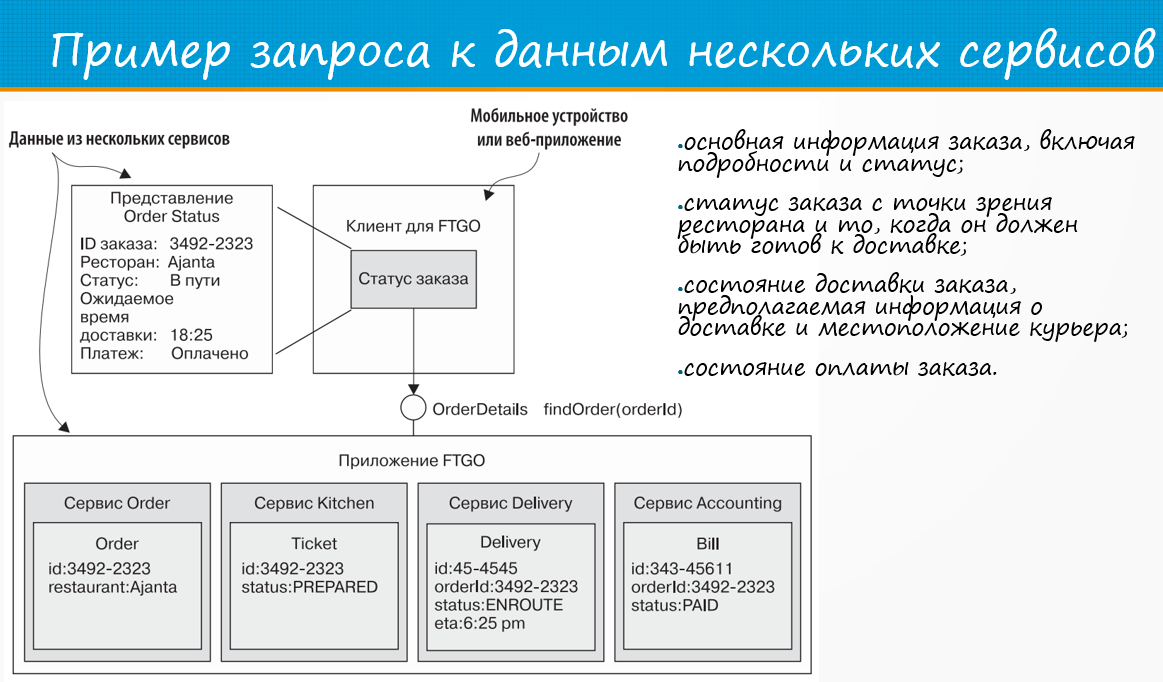 Пример запроса к данным нескольких сервисов
Данные из нескольких сервисов
Мобильное устройство
или веб-приложение
Представление
Order Status
ID заказа: 3492-2323
Ресторан: Ajanta
Статус: В пути
Ожидаемое
время
доставки: 18:25
Платеж: Оплачено
Клиент для FTGO
Статус заказа
OrderDetails findOrder(orderId)
Приложение FTGO
Сервис Order
Order
id:3492-2323
restaurant:Ajanta
Сервис Kitchen
Ticket
id:3492-2323
status:PREPARED
Сервис Delivery
Delivery
id:45-4545
orderId:3492-2323
status:ENROUTE
eta:6:25 pm
Сервис Accounting
Bill
id:343-45611
orderId:3492-2323
status:PAID
•основная информация заказа, включая
подробности и статус;
•статус заказа с точки зрения
ресторана и то, когда он должен
быть готов к доставке;
•состояние доставки заказа,
предполагаемая информация о
доставке и местоположение курьера;
•состояние оплаты заказа.